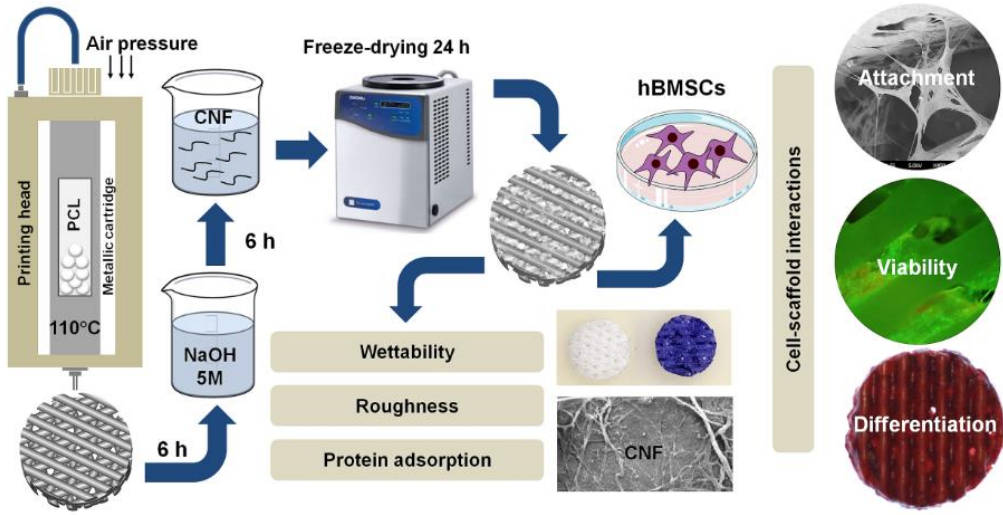 Air pressure
Printing head
PCL
Metallic cartridge
110°C
6 h
NaOH
5M
6 h
CNF
Freeze-drying 24 h
hBMSCs
Wettability
Roughness
Protein adsorption
CNF
Cell-scaffold interactions
Attachment
Viability
Differentiation